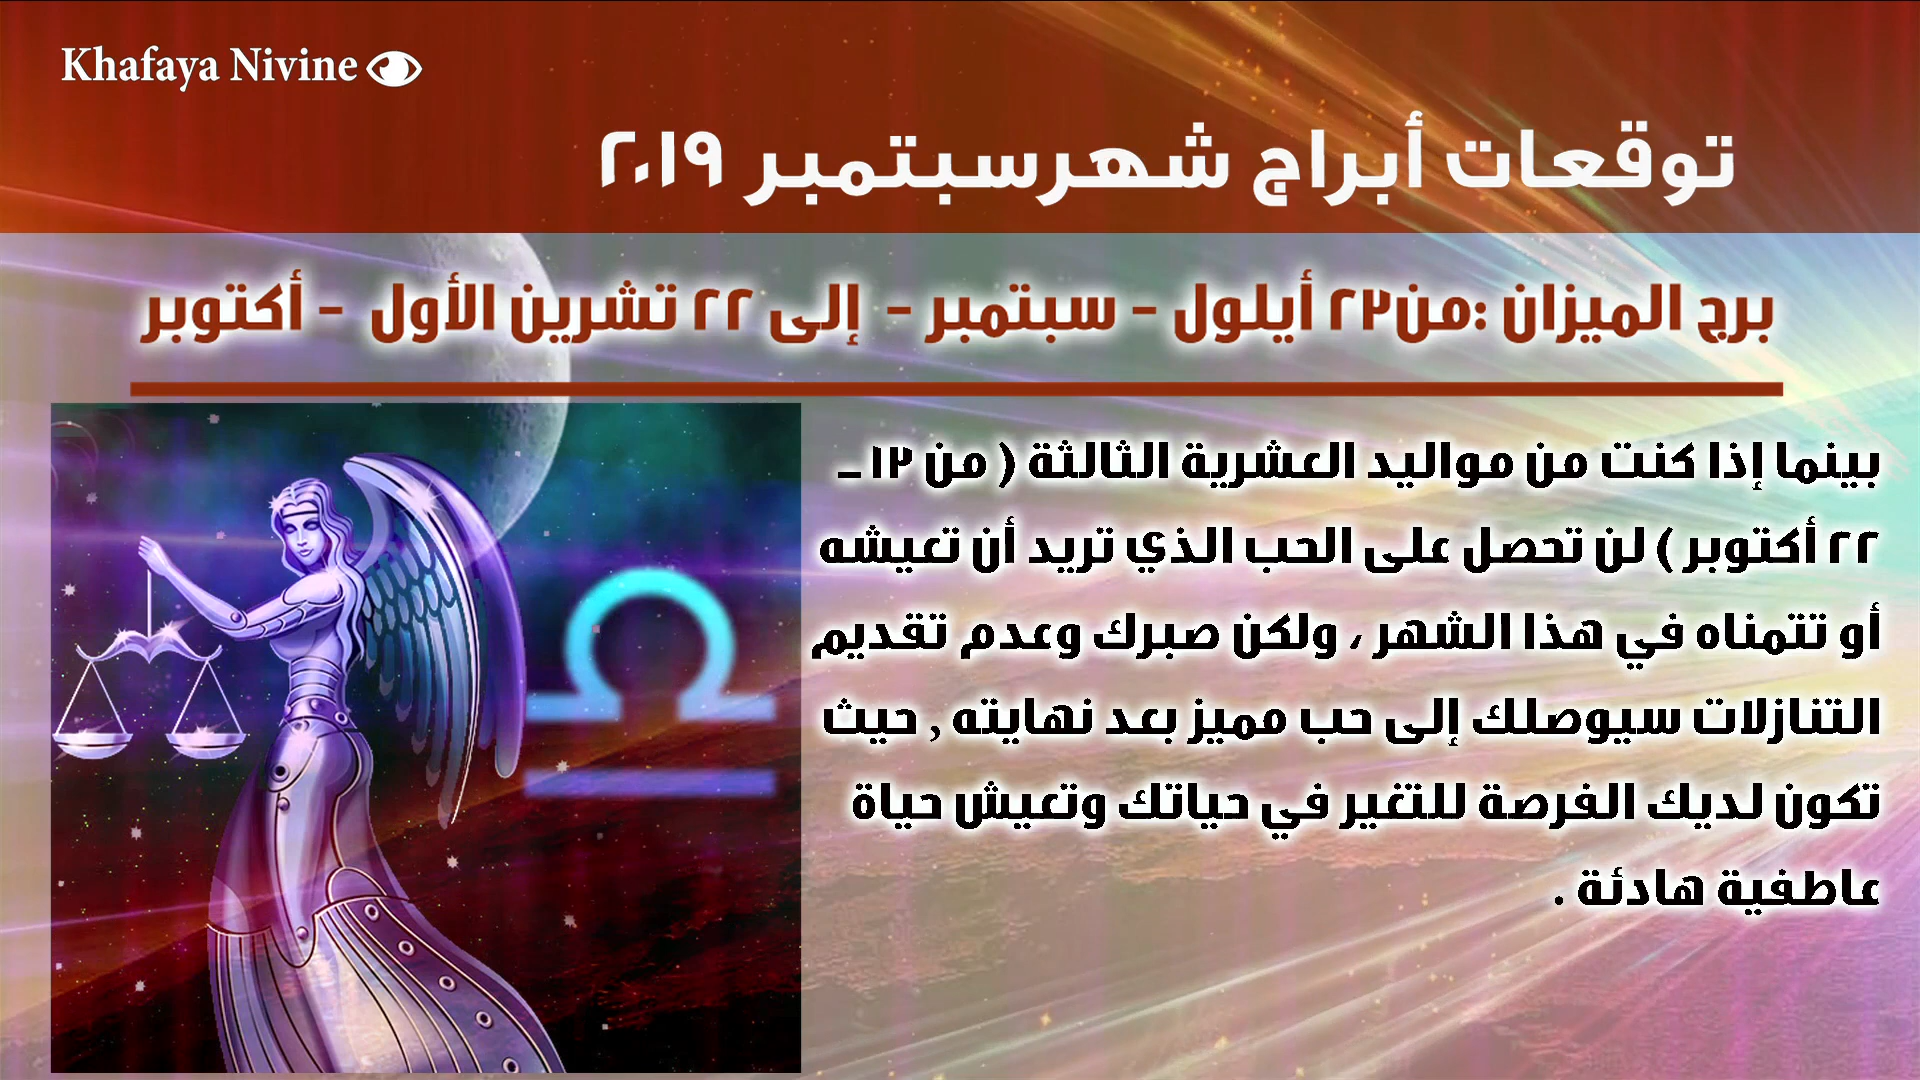 Khafaya Nivine
توقعات أبراج شهرسبتمبر ٢٠١٩
برج الميزان :من٢٣ أيلول - سبتمبر - إلى ٢٢ تشرين الأول - أكتوبر
بينما إذا كنت من مواليد العشرية الثالثة ( من ١٣ ـ
٢٢ أكتوبر ) لن تحصل على الحب الذي تريد أن تعيشه
أو تتمناه في هذا الشهر ، ولكن صبرك وعدم تقديم
التنازلات سيوصلك إلى حب مميز بعد نهايته , حيث
تكون لديك الفرصة للتغير في حياتك وتعيش حياة
عاطفية هادئة .